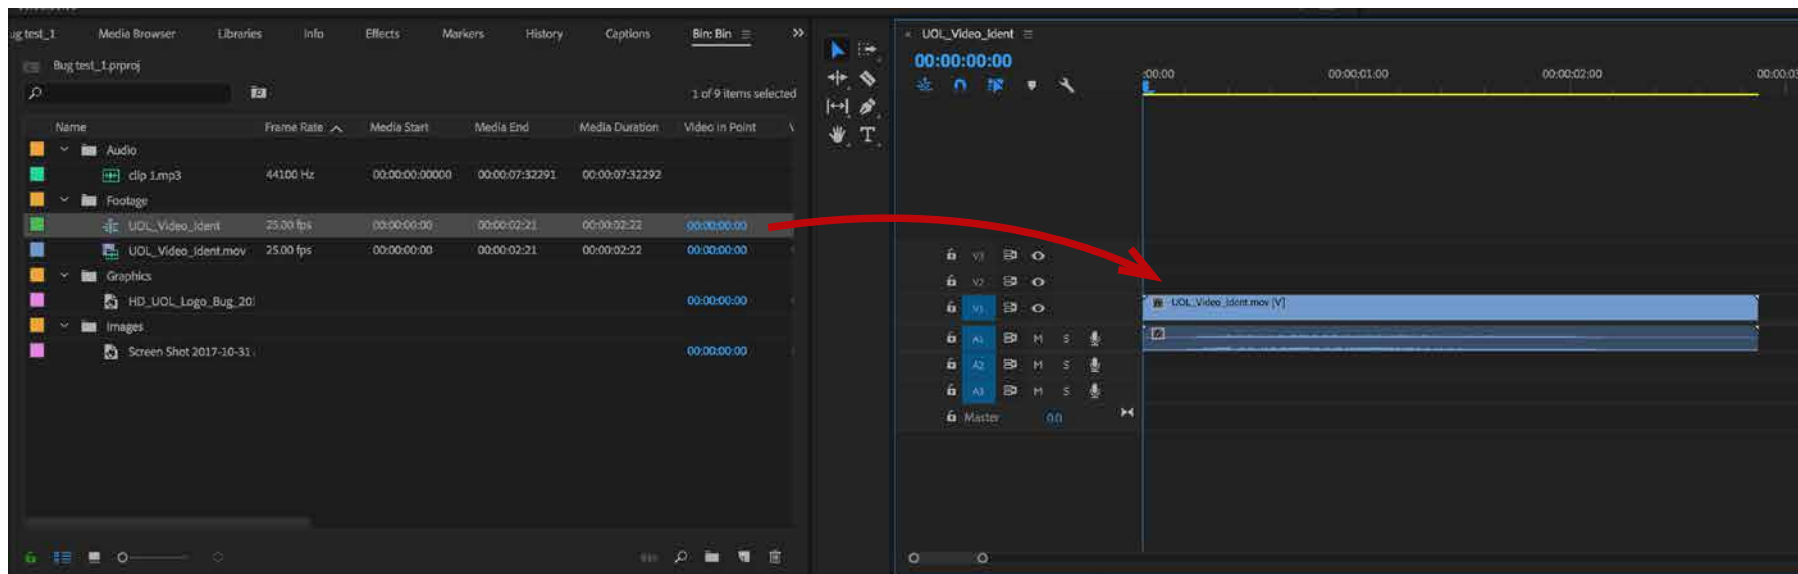 ug test_1 Media Browser Libraries Info Effects Markers History Captions Bin: Bin
Bug test_1.prproj
1 of 9 items selected
Name Frame Rate Media Start Media End Media Duration Video In Point
Audio
clip 1.mp3 44100 Hz 00:00:00:00000 00:00:07:32291 00:00:07:32292
Footage
UOL_Video_Ident 25.00 fps 00:00:00:00 00:00:02:21 00:00:02:22 00:00:00:00
UOL_Video_Ident.mov 25.00 fps 00:00:00:00 00:00:02:21 00:00:02:22 00:00:00:00
Graphics
HD_UOL_Logo_Bug_20 00:00:00:00
Images
Screen Shot 2017-10-31 00:00:00:00
T
UOL_Video_Ident
00:00:00:00
:00:00 00:00:01:00 00:00:02:00 00:00:03
V3
V2
V1 UOL_Video_Ident.mov [V]
A1 M S
A2 M S
A3 M S
Master 0.0